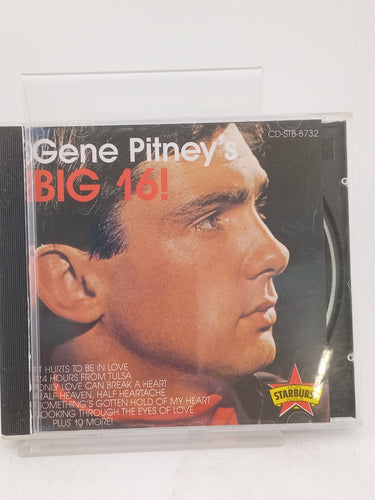 Gene Pitney's
CD-STB-8732
BIG 16!
IT HURTS TO BE IN LOVE
24 HOURS FROM TULSA
ONLY LOVE CAN BREAK A HEART
HALF HEAVEN, HALF HEARTACHE
SOMETHING'S GOTTEN HOLD OF MY HEART
LOOKING THROUGH THE EYES OF LOVE
PLUS 10 MORE!
STARBURST